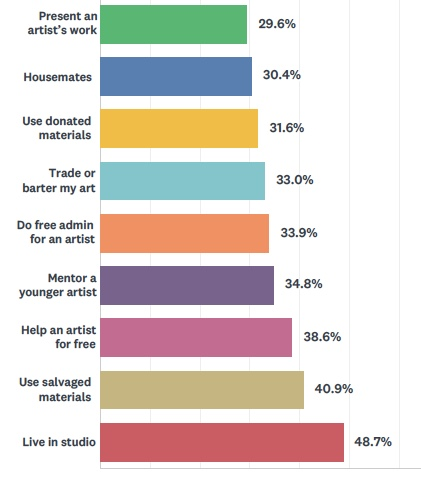 Present an
artist's work
29.6%
Housemates
30.4%
Use donated
materials
31.6%
Trade or
barter my art
33.0%
Do free admin
for an artist
33.9%
Mentor a
younger artist
34.8%
Help an artist
for free
38.6%
Use salvaged
materials
40.9%
Live in studio
48.7%